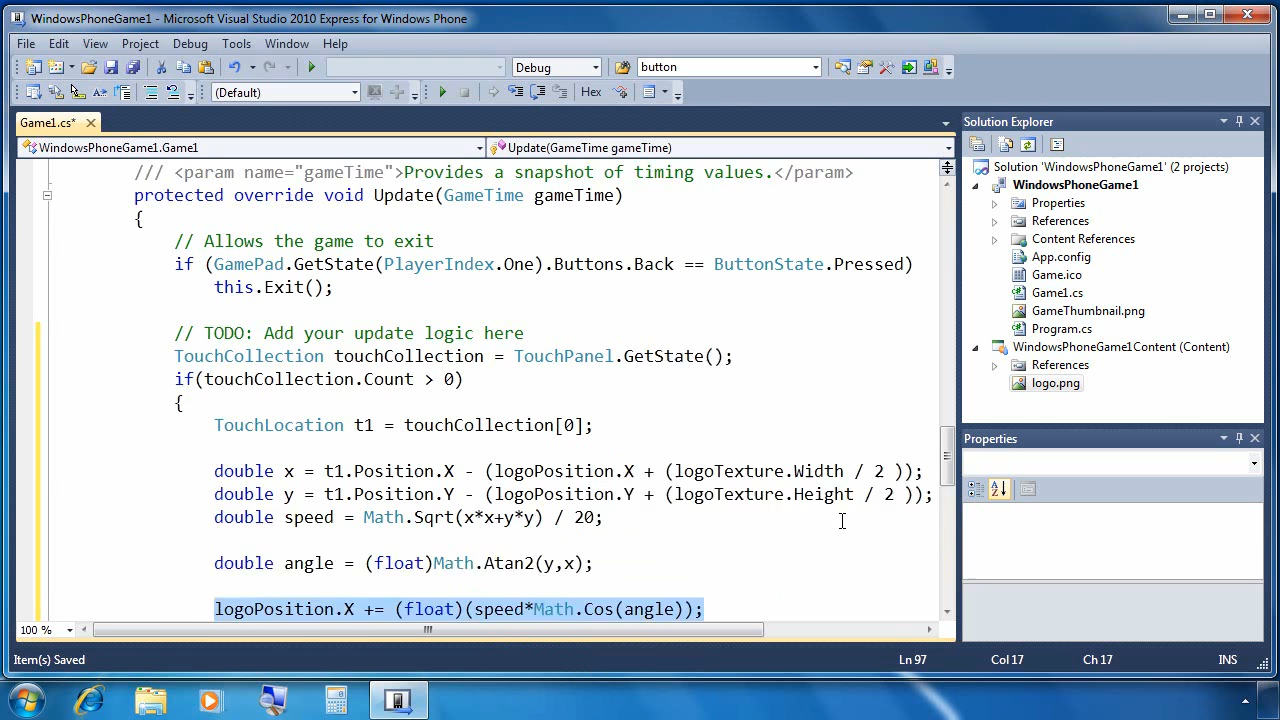 WindowsPhoneGame1 - Microsoft Visual Studio 2010 Express for Windows Phone
File Edit View Project Debug Tools Window Help
Debug button
(Default) Hex
Game1.cs*
WindowsPhoneGame1.Game1 Update(GameTime gameTime)
/// <param name="gameTime">Provides a snapshot of timing values.</param>
protected override void Update(GameTime gameTime)
{
// Allows the game to exit
if (GamePad.GetState(PlayerIndex.One).Buttons.Back == ButtonState.Pressed)
this.Exit();
// TODO: Add your update logic here
TouchCollection touchCollection = TouchPanel.GetState();
if(touchCollection.Count > 0)
{
TouchLocation t1 = touchCollection[0];
double x = t1.Position.X - (logoPosition.X + (logoTexture.Width / 2 ));
double y = t1.Position.Y - (logoPosition.Y + (logoTexture.Height / 2 ));
double speed = Math.Sqrt(x*x+y*y) / 20;
double angle = (float)Math.Atan2(y,x);
logoPosition.X += (float)(speed*Math.Cos(angle));
100 %
Solution Explorer
Solution 'WindowsPhoneGame1' (2 projects)
WindowsPhoneGame1
Properties
References
Content References
App.config
Game.ico
Game1.cs
GameThumbnail.png
Program.cs
WindowsPhoneGame1Content (Content)
References
logo.png
Properties
Item(s) Saved Ln 97 Col 17 Ch 17 INS